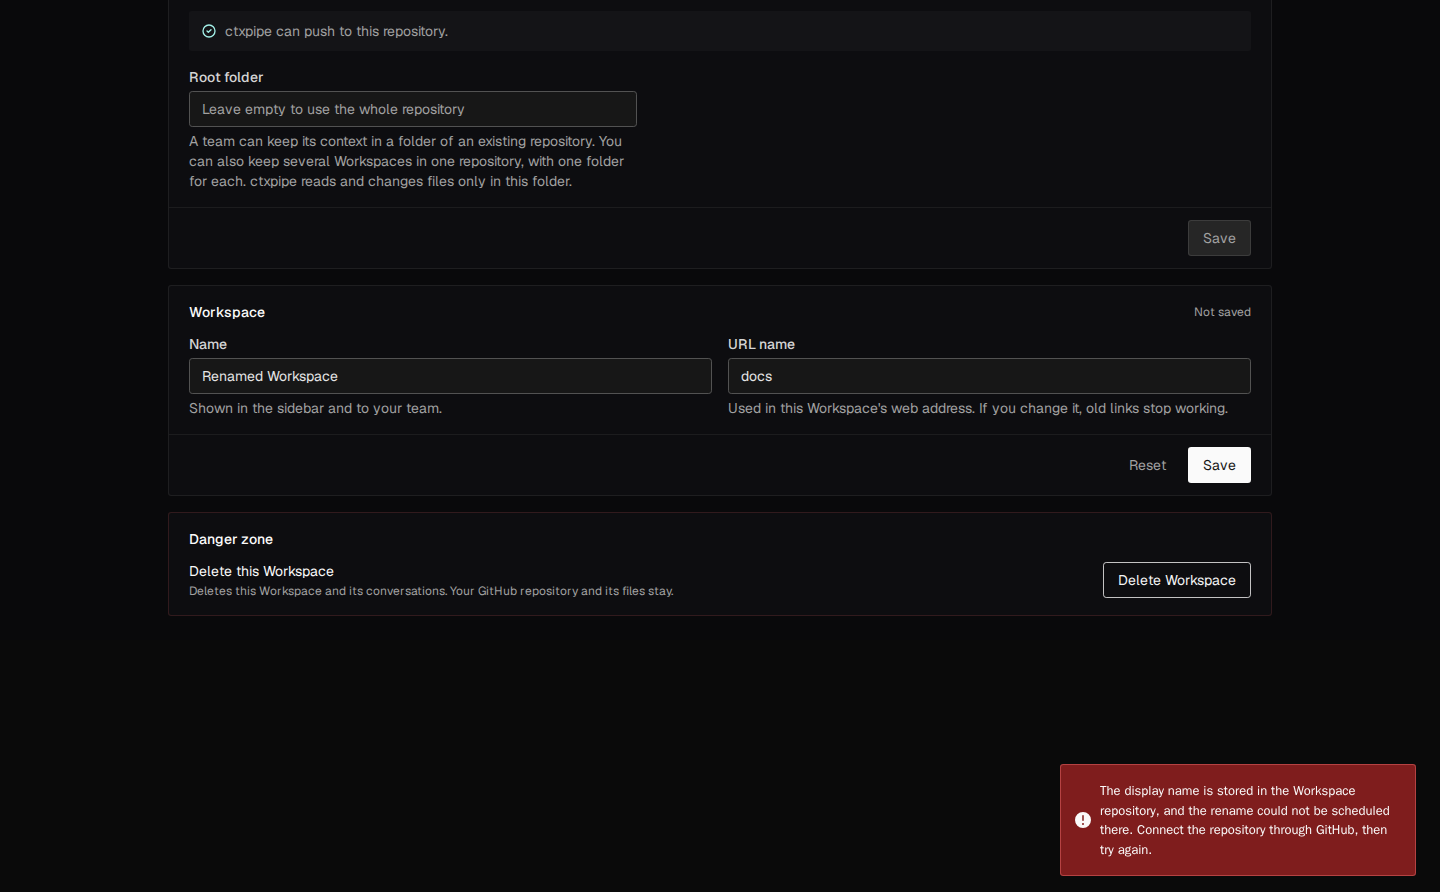 ctxpipe can push to this repository.
Root folder
Leave empty to use the whole repository
A team can keep its context in a folder of an existing repository. You
can also keep several Workspaces in one repository, with one folder
for each. ctxpipe reads and changes files only in this folder.
Save
Workspace
Not saved
Name
URL name
Renamed Workspace
docs
Shown in the sidebar and to your team.
Used in this Workspace's web address. If you change it, old links stop working.
Reset
Save
Danger zone
Delete this Workspace
Deletes this Workspace and its conversations. Your GitHub repository and its files stay.
Delete Workspace
The display name is stored in the Workspace
repository, and the rename could not be scheduled
there. Connect the repository through GitHub, then
try again.